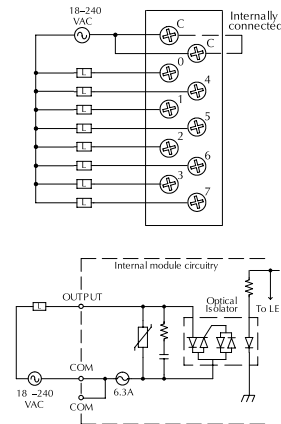 18–240
VAC
Internally
connected
C
C
0
4
1
5
2
6
3
7
L
L
L
L
L
L
L
L
Internal module circuitry
OUTPUT
Optical
Isolator
To LE
L
COM
6.3A
18 –240
VAC
COM